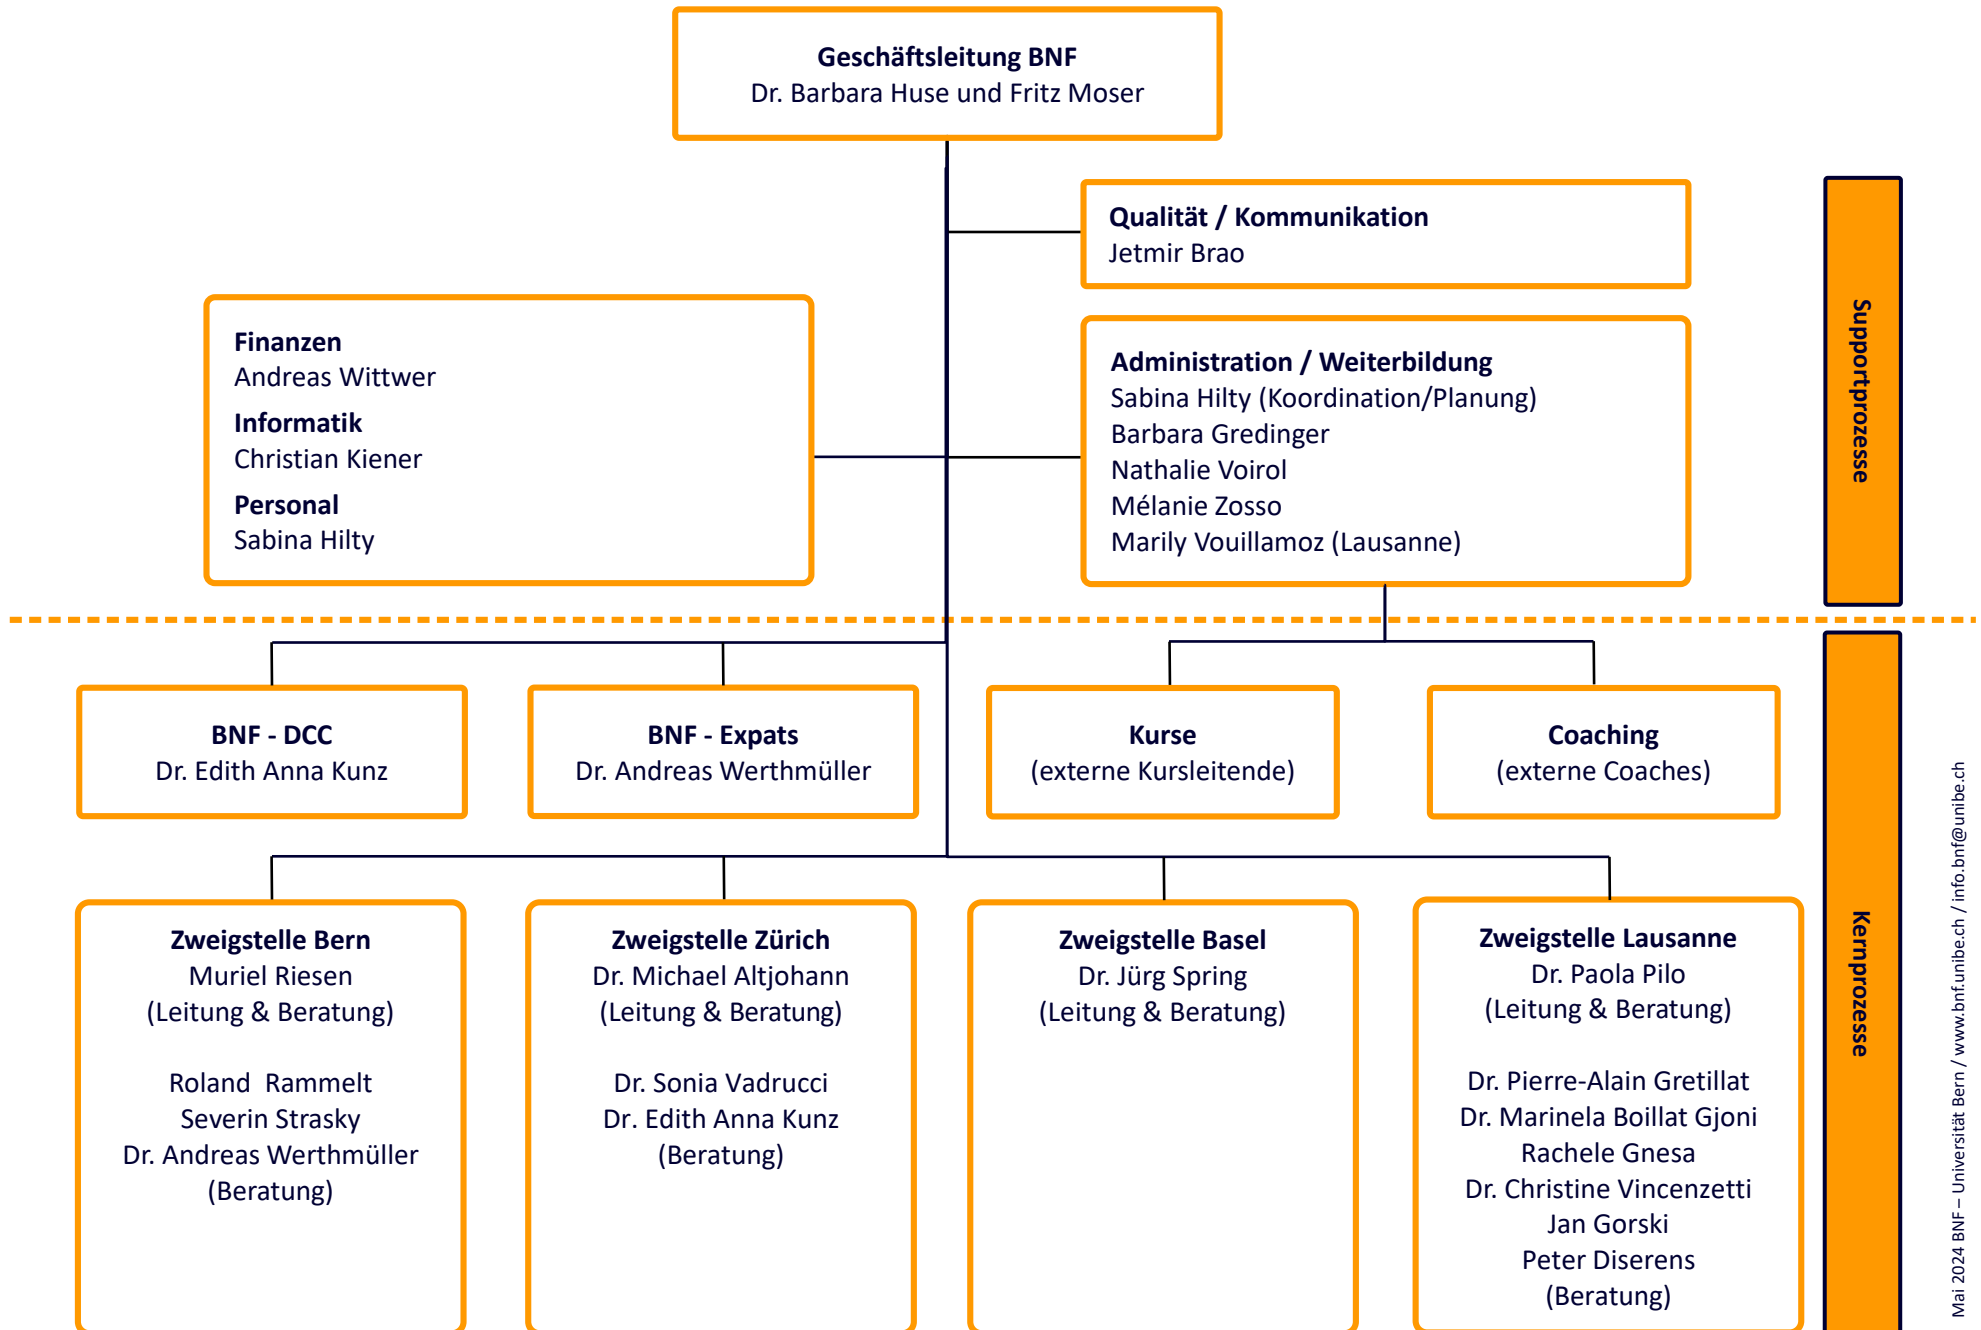 Geschäftsleitung BNF
Dr. Barbara Huse und Fritz Moser
Qualität / Kommunikation
Jetmir Brao
Finanzen
Andreas Wittwer
Informatik
Christian Kiener
Personal
Sabina Hilty
Administration / Weiterbildung
Sabina Hilty (Koordination/Planung)
Barbara Gredinger
Nathalie Voirol
Mélanie Zosso
Marily Vouillamoz (Lausanne)
Supportprozesse
BNF - DCC
Dr. Edith Anna Kunz
BNF - Expats
Dr. Andreas Werthmüller
Kurse
(externe Kursleitende)
Coaching
(externe Coaches)
Zweigstelle Bern
Muriel Riesen
(Leitung & Beratung)
Roland  Rammelt
Severin Strasky
Dr. Andreas Werthmüller
(Beratung)
Zweigstelle Zürich
Dr. Michael Altjohann
(Leitung & Beratung)
Dr. Sonia Vadrucci
Dr. Edith Anna Kunz
(Beratung)
Zweigstelle Basel
Dr. Jürg Spring
(Leitung & Beratung)
Zweigstelle Lausanne
Dr. Paola Pilo
(Leitung & Beratung)
Dr. Pierre-Alain Gretillat
Dr. Marinela Boillat Gjoni
Rachele Gnesa
Dr. Christine Vincenzetti
Jan Gorski
Peter Diserens
(Beratung)
Kernprozesse
Mai 2024 BNF – Universität Bern / www.bnf.unibe.ch / info.bnf@unibe.ch